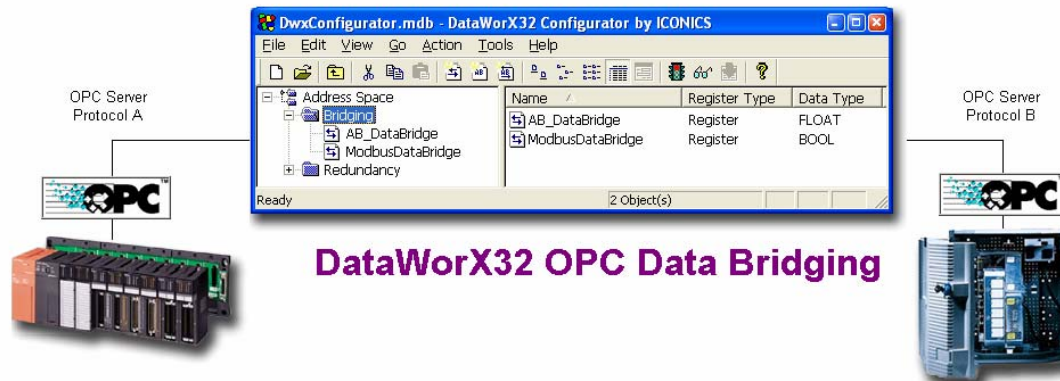 DwxConfigurator.mdb - DataWorX32 Configurator by ICONICS
File Edit View Go Action Tools Help
OPC Server
Protocol A
Address Space
Bridging
AB_DataBridge
ModbusDataBridge
Redundancy
Name Register Type Data Type
AB_DataBridge Register FLOAT
ModbusDataBridge Register BOOL
Ready 2 Object(s)
OPC Server
Protocol B
OPC™
OPC
DataWorX32 OPC Data Bridging